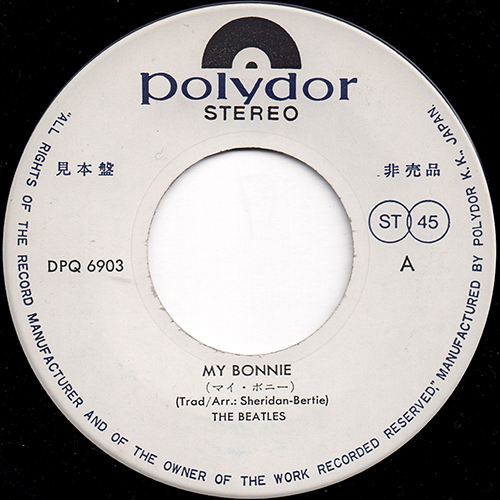 polydor
STEREO
見本盤
非売品
ST 45
DPQ 6903
A
MY BONNIE
(マイ・ボニー)
(Trad/Arr.: Sheridan-Bertie)
THE BEATLES
"ALL RIGHTS OF THE RECORD MANUFACTURER AND OF THE OWNER OF THE WORK RECORDED RESERVED." MANUFACTURED BY POLYDOR K.K., JAPAN.